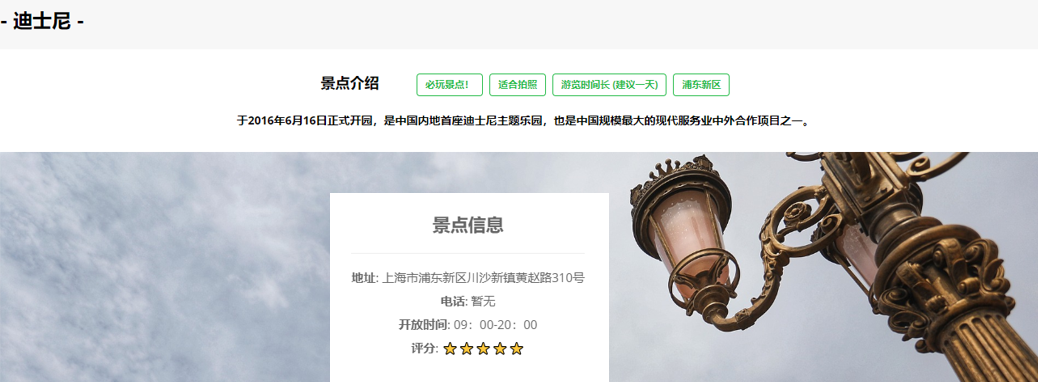 - 迪士尼 -
景点介绍 必玩景点! 适合拍照 游览时间长 (建议一天) 浦东新区
于2016年6月16日正式开园，是中国内地首座迪士尼主题乐园，也是中国规模最大的现代服务业中外合作项目之一。
景点信息
地址: 上海市浦东新区川沙新镇黄赵路310号
电话: 暂无
开放时间: 09：00-20：00
评分: